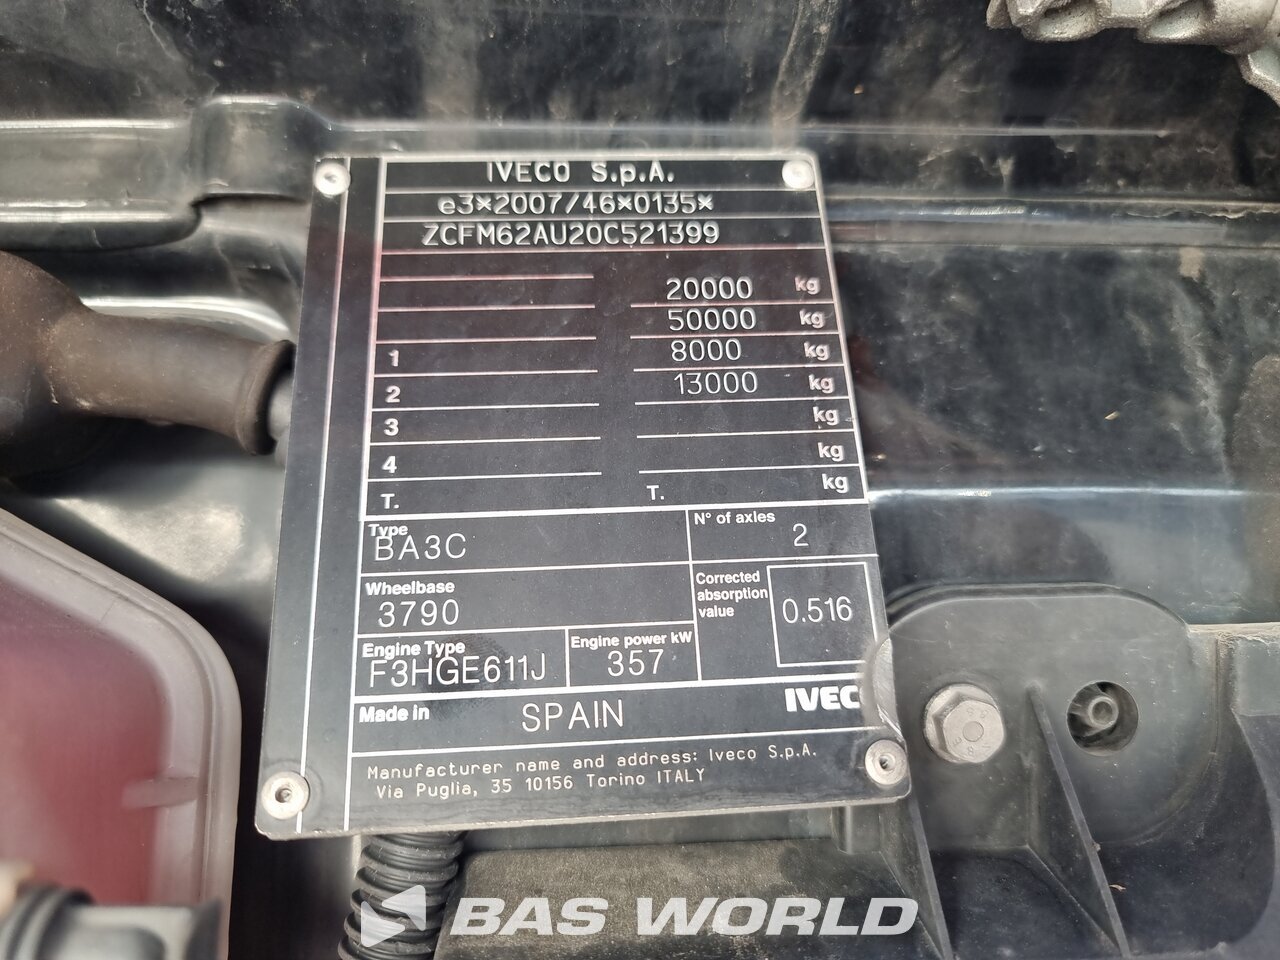 IVECO S.p.A.
e3*2007/46*0135*
ZCFM62AU20C521399
20000 kg
50000 kg
1 8000 kg
2 13000 kg
3 kg
4 kg
T. T. kg
Type
BA3C
N° of axles
2
Wheelbase
3790
Corrected
absorption
value
0.516
Engine Type
F3HGE611J
Engine power kW
357
Made in SPAIN
IVEC
Manufacturer name and address: Iveco S.p.A.
Via Puglia, 35 10156 Torino ITALY
BAS WORLD